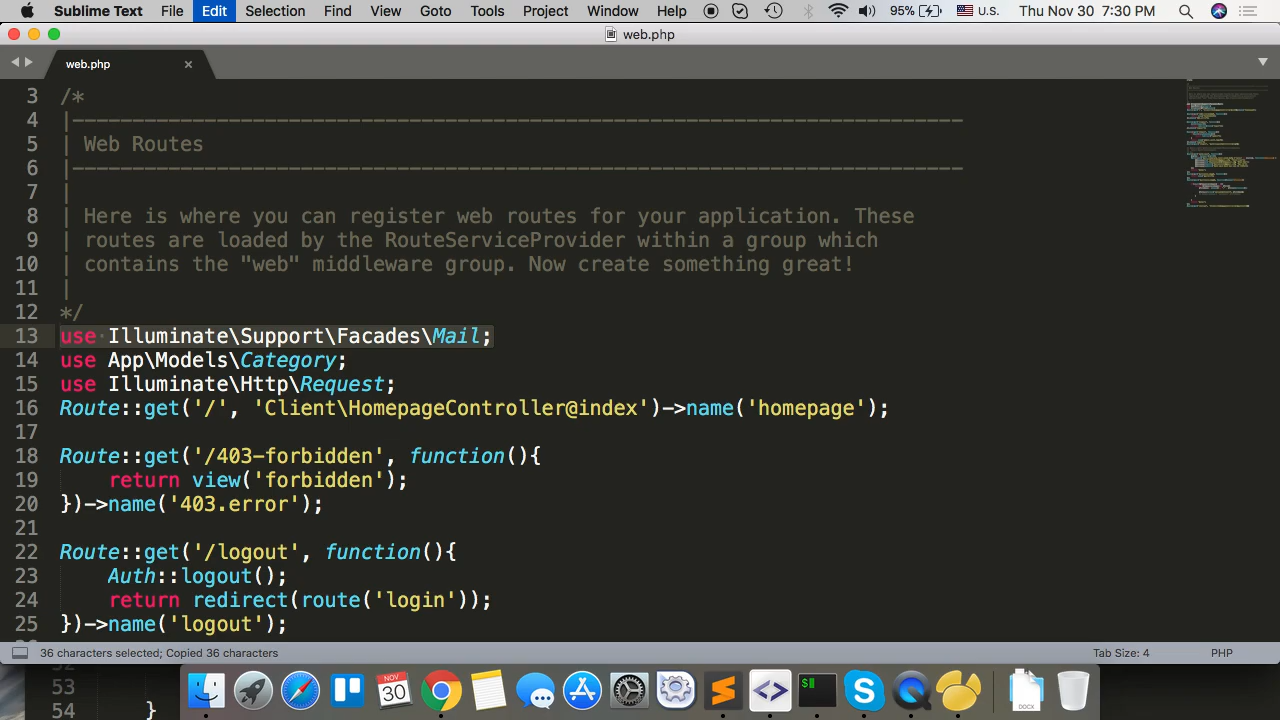 Sublime Text File Edit Selection Find View Goto Tools Project Window Help 95% U.S. Thu Nov 30 7:30 PM
web.php
web.php ×
3 /*
4 |--------------------------------------------------------------------------
5 | Web Routes
6 |--------------------------------------------------------------------------
7 |
8 | Here is where you can register web routes for your application. These
9 | routes are loaded by the RouteServiceProvider within a group which
10 | contains the "web" middleware group. Now create something great!
11 |
12 */
13 use Illuminate\Support\Facades\Mail;
14 use App\Models\Category;
15 use Illuminate\Http\Request;
16 Route::get('/', 'Client\HomepageController@index')->name('homepage');
17
18 Route::get('/403-forbidden', function(){
19     return view('forbidden');
20 })->name('403.error');
21
22 Route::get('/logout', function(){
23     Auth::logout();
24     return redirect(route('login'));
25 })->name('logout');
36 characters selected; Copied 36 characters Tab Size: 4 PHP
53
54 }
NOV
30
$
DOCX